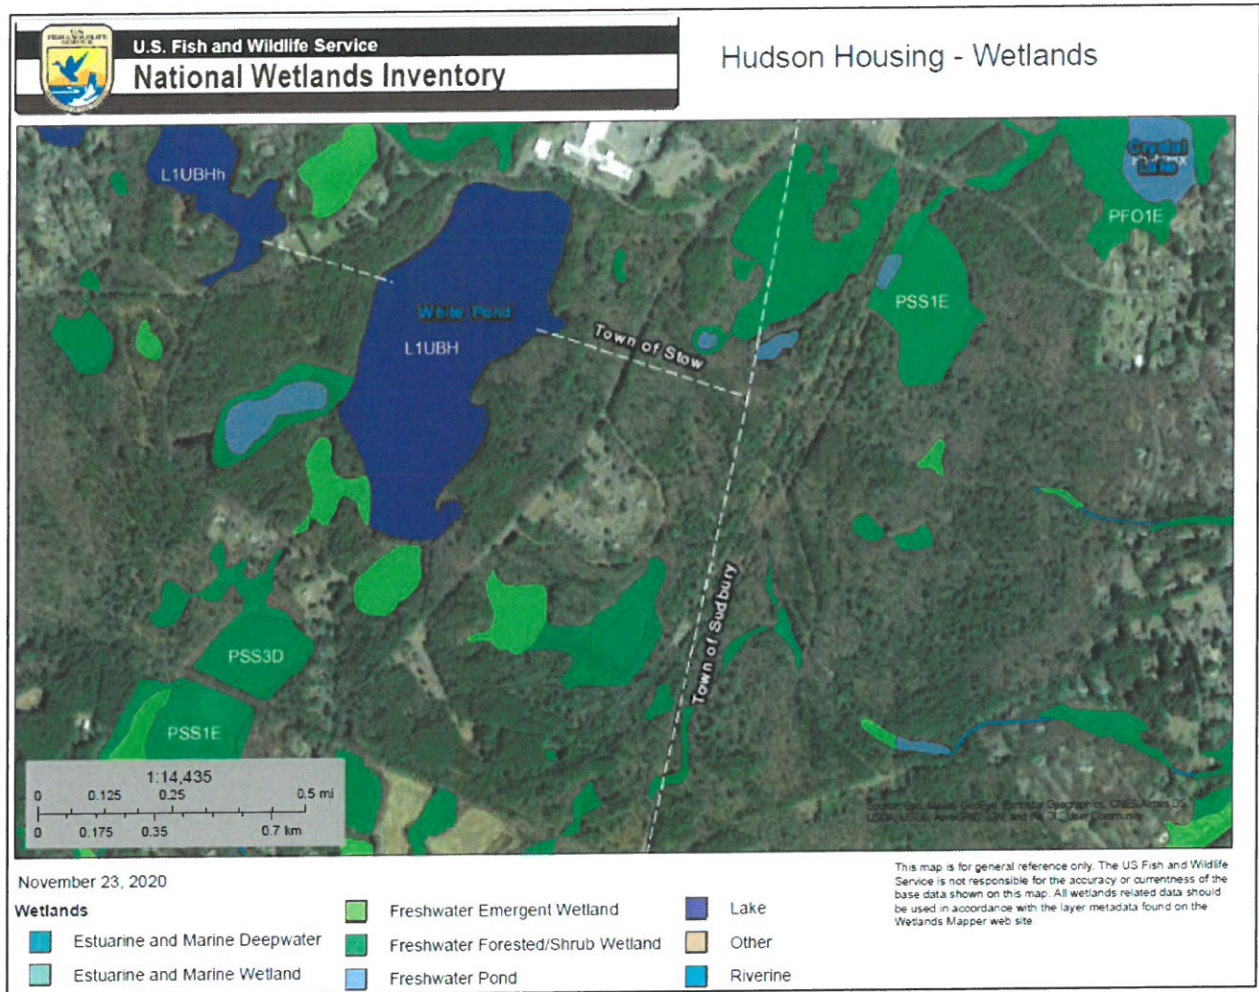 U.S.
FISH & WILDLIFE
SERVICE
U.S. Fish and Wildlife Service
National Wetlands Inventory
Hudson Housing - Wetlands
L1UBHh
Crystal
Lake
PFO1E
White Pond
L1UBH
Town of Stow
PSS1E
Town of Sudbury
PSS3D
PSS1E
1:14,435
0 0.125 0.25 0.5 mi
0 0.175 0.35 0.7 km
November 23, 2020
This map is for general reference only. The US Fish and Wildlife
Service is not responsible for the accuracy or currentness of the
base data shown on this map. All wetlands related data should
be used in accordance with the layer metadata found on the
Wetlands Mapper web site.
Wetlands
Estuarine and Marine Deepwater
Estuarine and Marine Wetland
Freshwater Emergent Wetland
Freshwater Forested/Shrub Wetland
Freshwater Pond
Lake
Other
Riverine